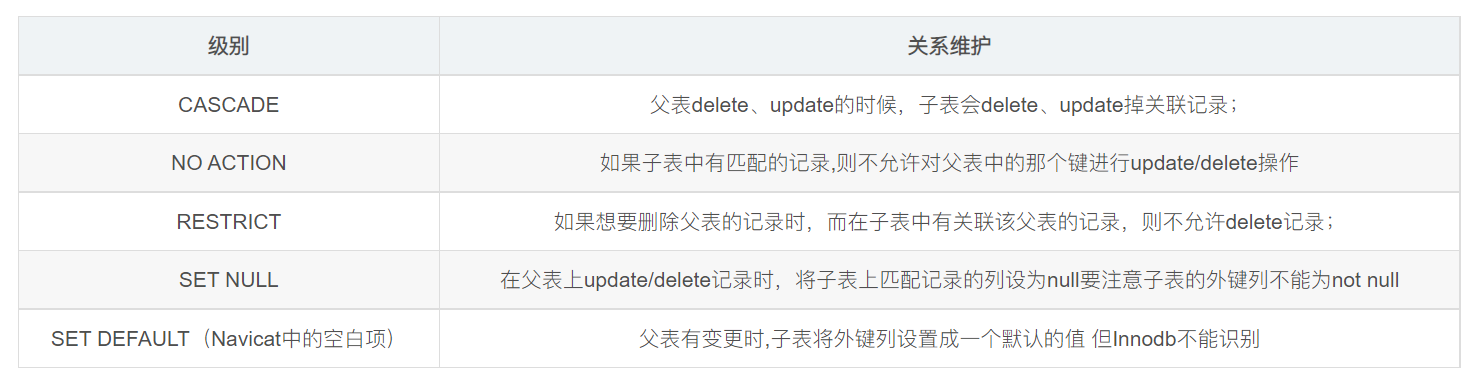 级别 关系维护
CASCADE 父表delete、update的时候，子表会delete、update掉关联记录；
NO ACTION 如果子表中有匹配的记录,则不允许对父表中的那个键进行update/delete操作
RESTRICT 如果想要删除父表的记录时，而在子表中有关联该父表的记录，则不允许delete记录；
SET NULL 在父表上update/delete记录时，将子表上匹配记录的列设为null要注意子表的外键列不能为not null
SET DEFAULT（Navicat中的空白项） 父表有变更时,子表将外键列设置成一个默认的值 但Innodb不能识别